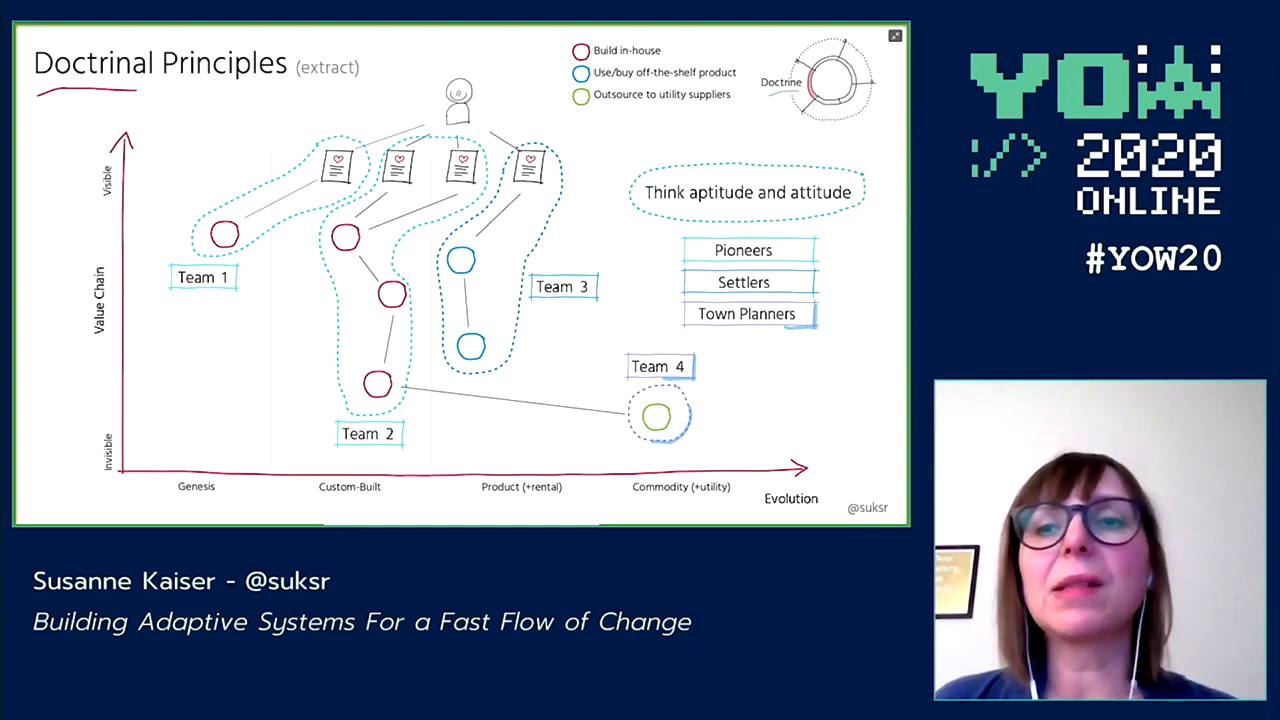 Doctrinal Principles (extract)
Build in-house
Use/buy off-the-shelf product
Outsource to utility suppliers
Doctrine
Visible
Value Chain
Invisible
Think aptitude and attitude
Pioneers
Settlers
Town Planners
Team 1
Team 2
Team 3
Team 4
Genesis
Custom-Built
Product (+rental)
Commodity (+utility)
Evolution
@suksr
YOW
2020
ONLINE
#YOW20
Susanne Kaiser - @suksr
Building Adaptive Systems For a Fast Flow of Change